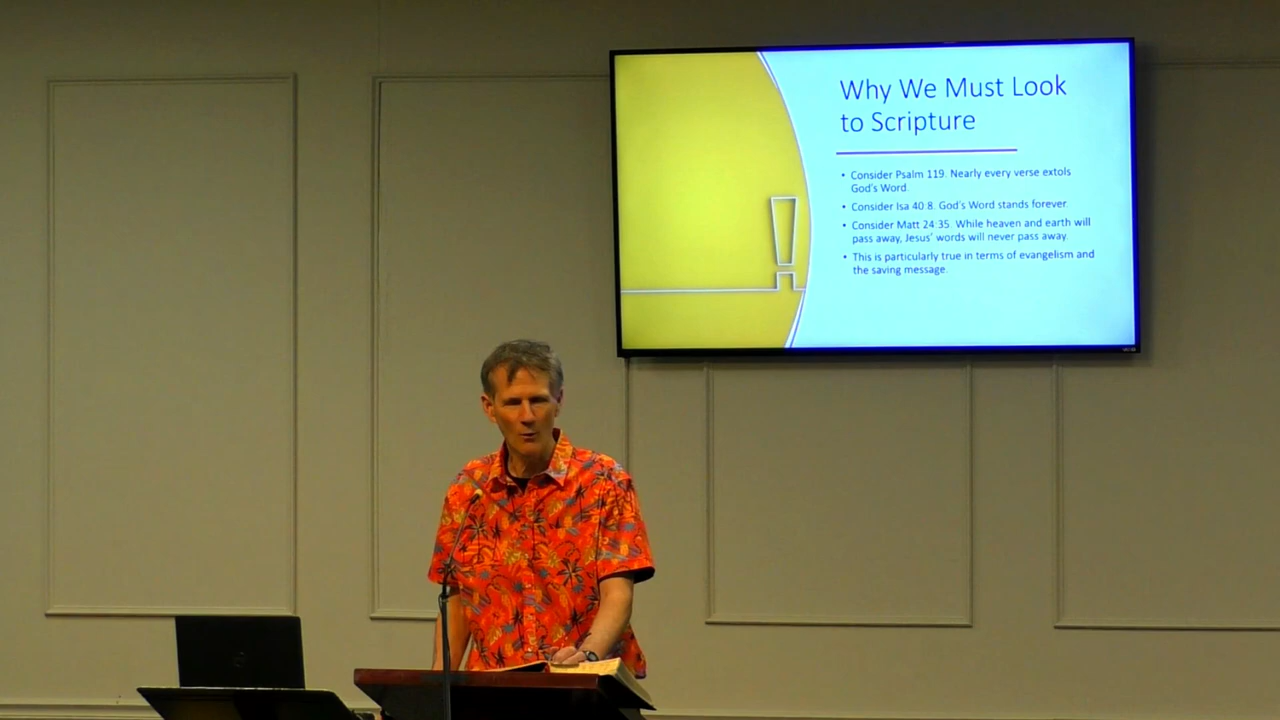 Why We Must Look
to Scripture
• Consider Psalm 119. Nearly every verse extols
God's Word.
• Consider Isa 40:8. God's Word stands forever.
• Consider Matt 24:35. While heaven and earth will
pass away, Jesus' words will never pass away.
• This is particularly true in terms of evangelism and
the saving message.